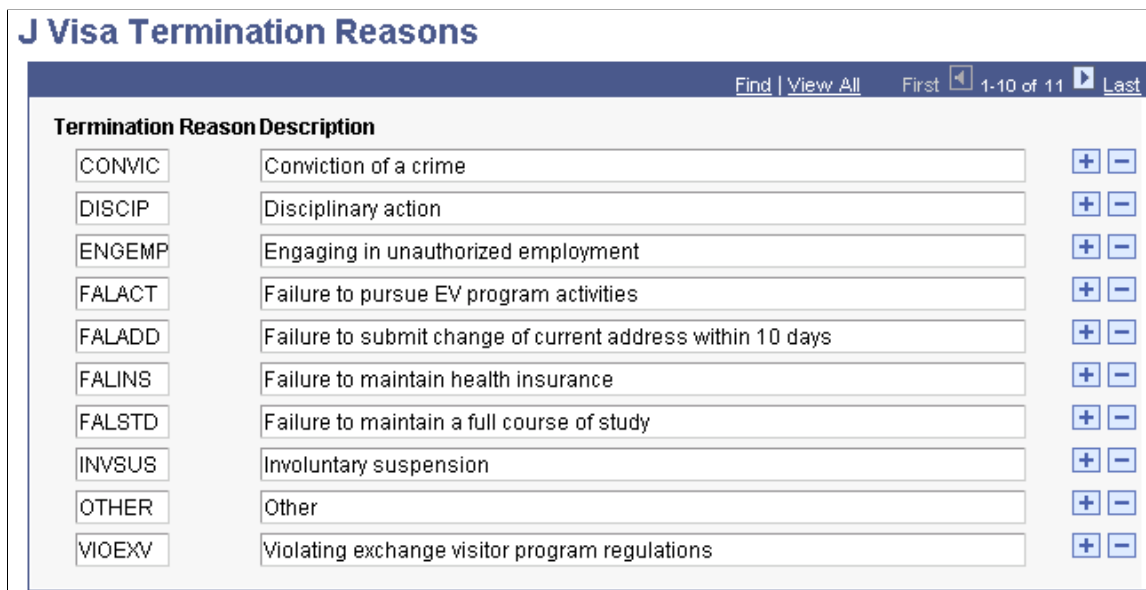 J Visa Termination Reasons
Find | View All First 1-10 of 11 Last
Termination Reason Description
CONVIC Conviction of a crime
DISCIP Disciplinary action
ENGEMP Engaging in unauthorized employment
FALACT Failure to pursue EV program activities
FALADD Failure to submit change of current address within 10 days
FALINS Failure to maintain health insurance
FALSTD Failure to maintain a full course of study
INVSUS Involuntary suspension
OTHER Other
VIOEXV Violating exchange visitor program regulations